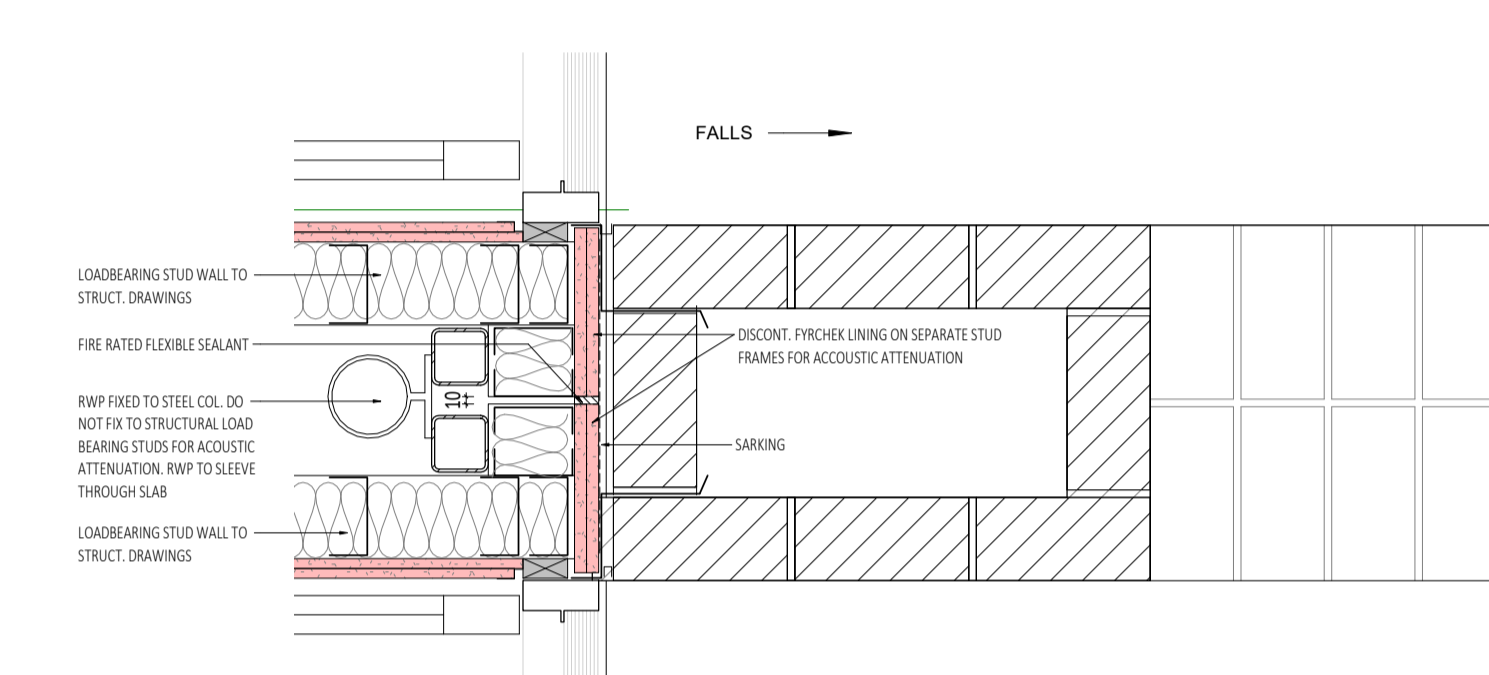 FALLS
LOADBEARING STUD WALL TO
STRUCT. DRAWINGS
FIRE RATED FLEXIBLE SEALANT
DISCONT. FYRCHEK LINING ON SEPARATE STUD
FRAMES FOR ACCOUSTIC ATTENUATION
RWP FIXED TO STEEL COL. DO
NOT FIX TO STRUCTURAL LOAD
BEARING STUDS FOR ACOUSTIC
ATTENUATION. RWP TO SLEEVE
THROUGH SLAB
10
SARKING
LOADBEARING STUD WALL TO
STRUCT. DRAWINGS